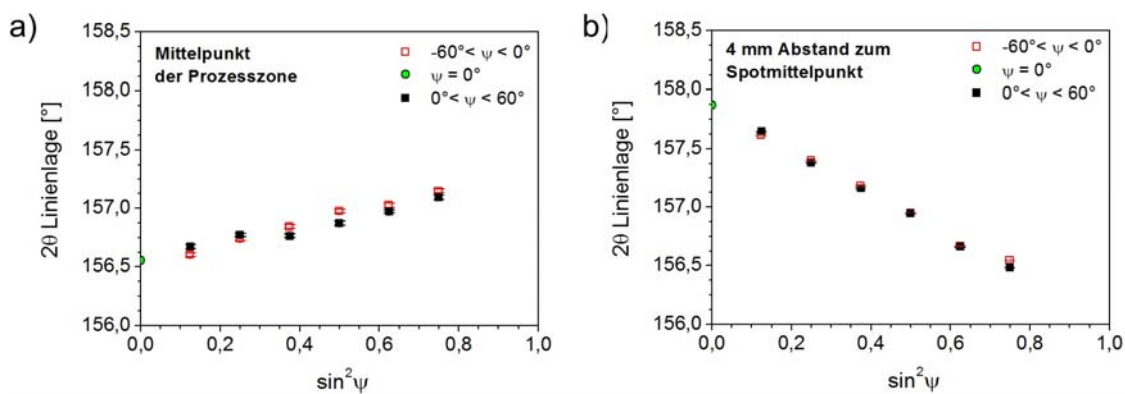 a)
158,5
158,0
157,5
157,0
156,5
156,0
2θ Linienlage [°]
Mittelpunkt
der Prozesszone
-60°< ψ < 0°
ψ = 0°
0°< ψ < 60°
0,0 0,2 0,4 0,6 0,8 1,0
sin²ψ
b)
158,5
158,0
157,5
157,0
156,5
156,0
2θ Linienlage [°]
4 mm Abstand zum
Spotmittelpunkt
-60°< ψ < 0°
ψ = 0°
0°< ψ < 60°
0,0 0,2 0,4 0,6 0,8 1,0
sin²ψ